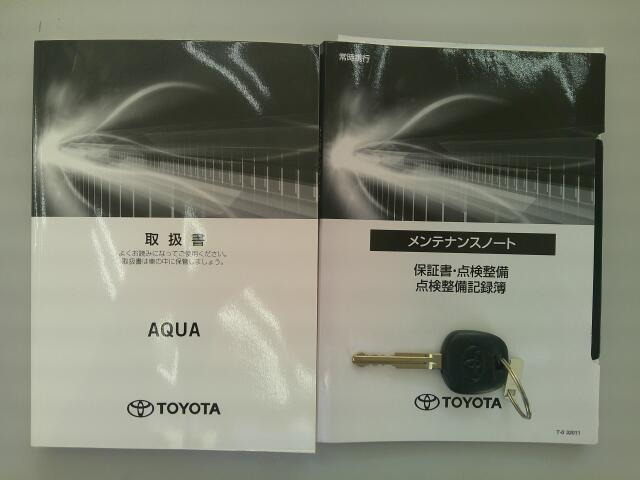 取扱書
よくお読みになってご使用ください。
取扱書は車の中に保管しましょう。
AQUA
TOYOTA
常時携行
メンテナンスノート
保証書・点検整備
点検整備記録簿
TOYOTA